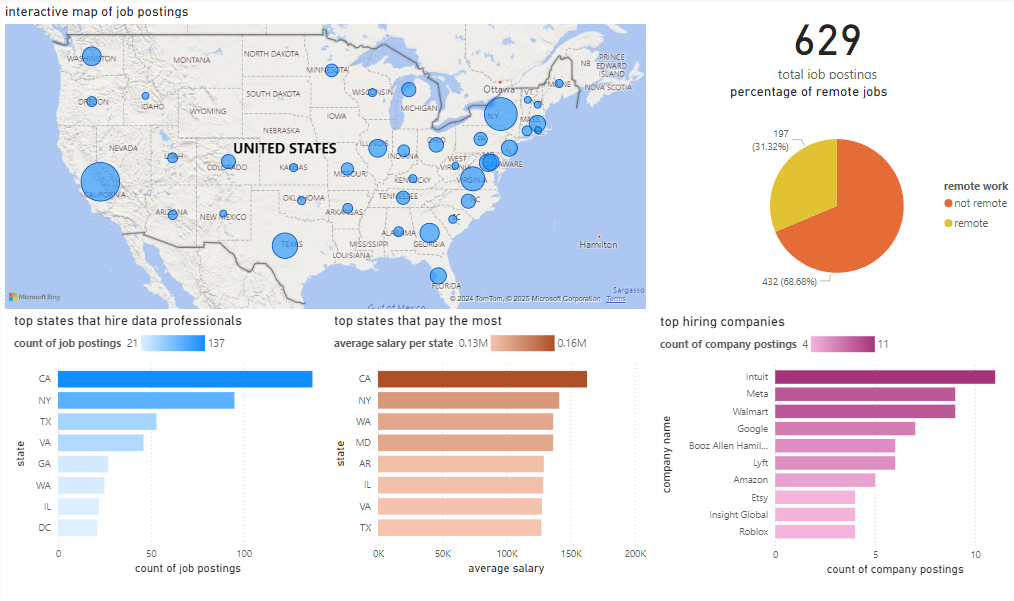 interactive map of job postings
WASHINGTON
MONTANA
NORTH DAKOTA
MINNESOTA
OREGON
IDAHO
WYOMING
SOUTH DAKOTA
WISCONSIN
MICHIGAN
Ottawa
MAINE
NB
PRINCE
EDWARD
ISLAND
NOVA SCOTIA
VT
N.Y.
MASS.
IOWA
NEBRASKA
NEVADA
UTAH
COLORADO
UNITED STATES
KANSAS
MISSOURI
ILLINOIS
INDIANA
OHIO
PA
NJ
MD
DELAWARE
WEST
VIRGINIA
VIRGINIA
KENTUCKY
CALIFORNIA
ARIZONA
NEW MEXICO
OKLAHOMA
ARKANSAS
TENNESSEE
NC
SC
TEXAS
LOUISIANA
MISSISSIPPI
ALABAMA
GEORGIA
FLORIDA
Hamilton
Sargasso
Gulf of Mexico
Microsoft Bing
© 2024 TomTom, © 2025 Microsoft Corporation Terms
629
total job postings
percentage of remote jobs
197
(31.32%)
432 (68.68%)
remote work
not remote
remote
top states that hire data professionals
count of job postings 21 137
state
CA
NY
TX
VA
GA
WA
IL
DC
0 50 100
count of job postings
top states that pay the most
average salary per state 0.13M 0.16M
state
CA
NY
WA
MD
AR
IL
VA
TX
0K 50K 100K 150K 200K
average salary
top hiring companies
count of company postings 4 11
company name
Intuit
Meta
Walmart
Google
Booz Allen Hamil...
Lyft
Amazon
Etsy
Insight Global
Roblox
0 5 10
count of company postings